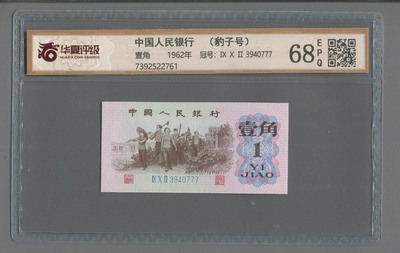 华夏评级
中国人民银行 （豹子号）
壹角 1962年 冠号: IX X II 3940777
7392522761
68
EPQ
中国人民银行
壹角
1
YI
JIAO
IX X II 3940777